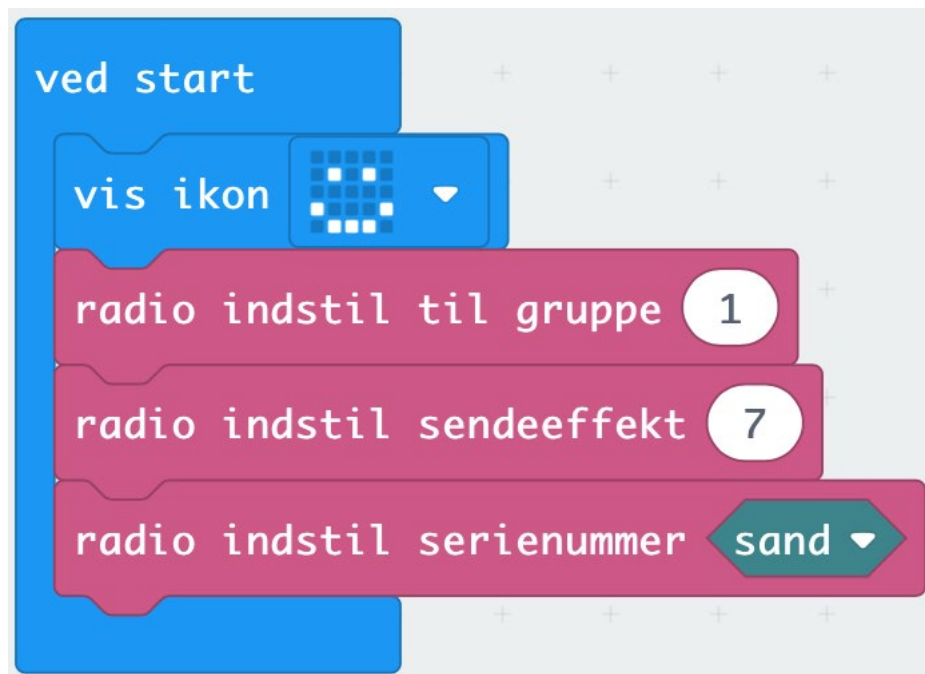 ved start
vis ikon
radio indstil til gruppe 1
radio indstil sendeeffekt 7
radio indstil serienummer sand